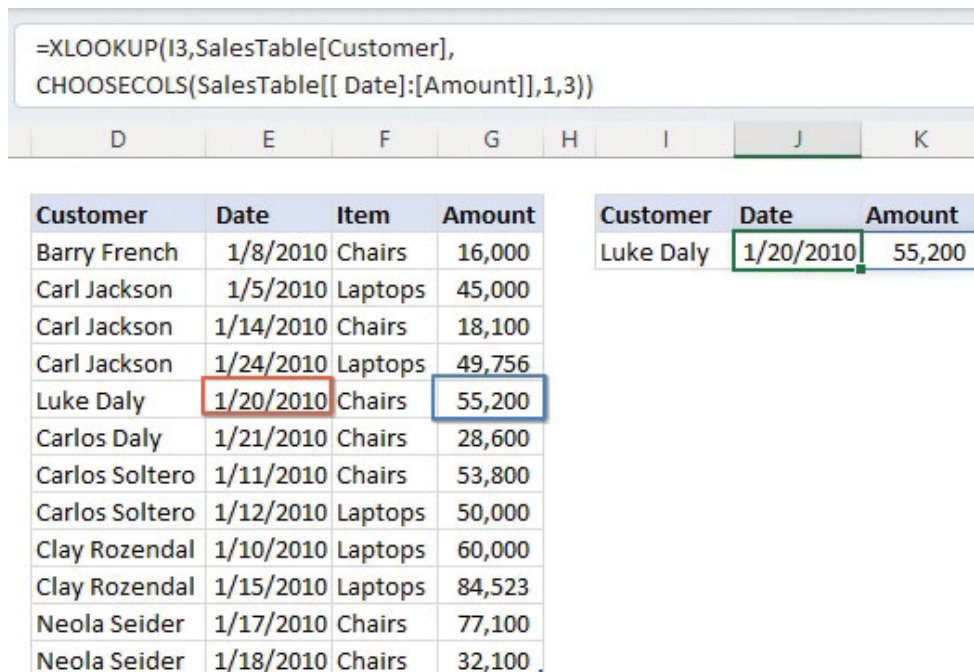 =XLOOKUP(I3,SalesTable[Customer],
CHOOSECOLS(SalesTable[[ Date]:[Amount]],1,3))
D E F G H I J K
Customer Date Item Amount Customer Date Amount
Barry French 1/8/2010 Chairs 16,000 Luke Daly 1/20/2010 55,200
Carl Jackson 1/5/2010 Laptops 45,000
Carl Jackson 1/14/2010 Chairs 18,100
Carl Jackson 1/24/2010 Laptops 49,756
Luke Daly 1/20/2010 Chairs 55,200
Carlos Daly 1/21/2010 Chairs 28,600
Carlos Soltero 1/11/2010 Chairs 53,800
Carlos Soltero 1/12/2010 Laptops 50,000
Clay Rozendal 1/10/2010 Laptops 60,000
Clay Rozendal 1/15/2010 Laptops 84,523
Neola Seider 1/17/2010 Chairs 77,100
Neola Seider 1/18/2010 Chairs 32,100